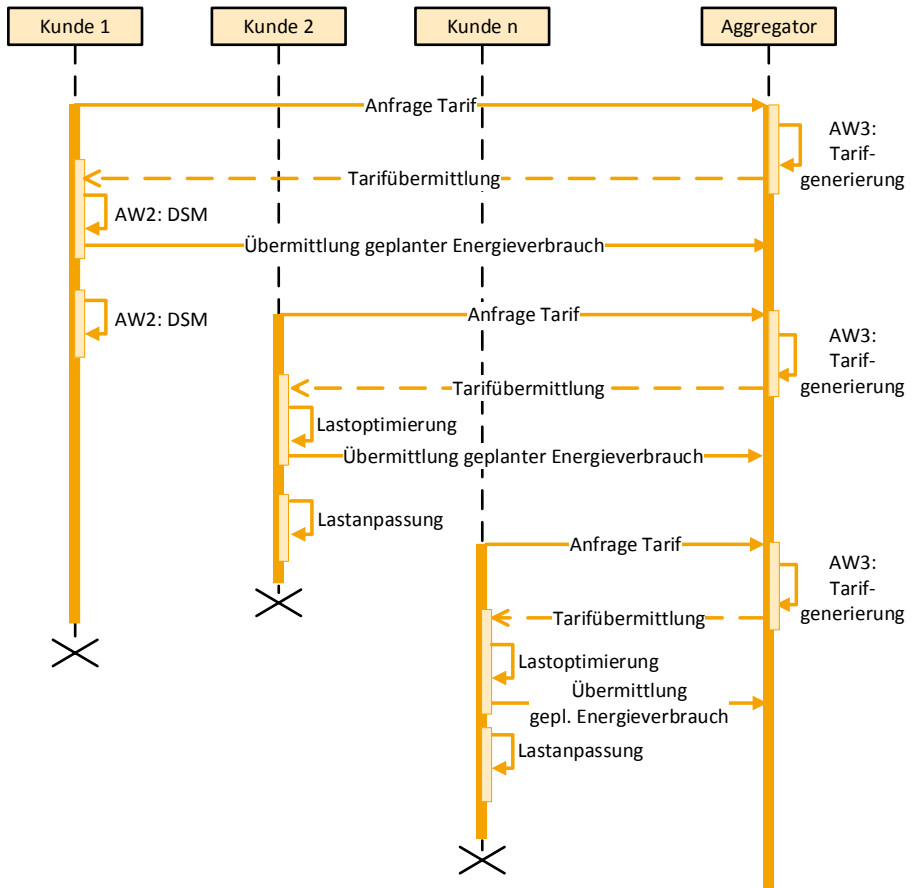 Kunde 1
Kunde 2
Kunde n
Aggregator
Anfrage Tarif
AW3:
Tarif-
generierung
Tarifübermittlung
AW2: DSM
Übermittlung geplanter Energieverbrauch
AW2: DSM
Anfrage Tarif
AW3:
Tarif-
generierung
Tarifübermittlung
Lastoptimierung
Übermittlung geplanter Energieverbrauch
Lastanpassung
Anfrage Tarif
AW3:
Tarif-
generierung
Tarifübermittlung
Lastoptimierung
Übermittlung
gepl. Energieverbrauch
Lastanpassung